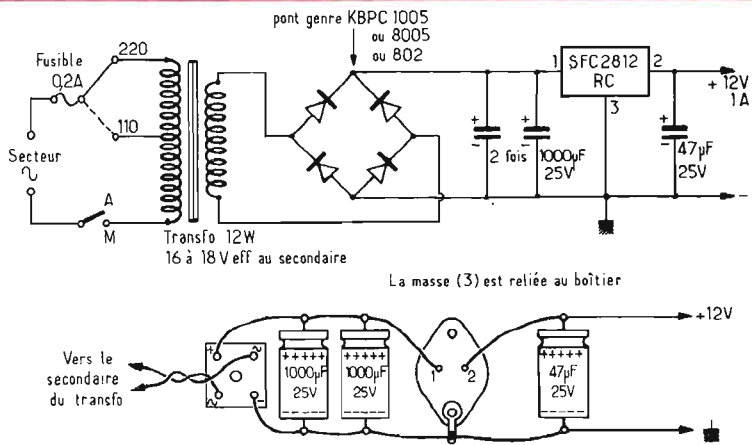 pont genre KBPC 1005
ou 8005
ou 802
Fusible
0,2A
220
110
Secteur
A
M
Transfo 12W
16 à 18 V eff au secondaire
1
SFC2812
RC
2
3
+ 12V
1A
+
-
2 fois
+
-
1000µF
25V
+
-
47µF
25V
-
La masse (3) est reliée au boîtier
Vers le
secondaire
du transfo
+
~
~
-
+++++
1000µF
25V
-----
+++++
1000µF
25V
-----
1
2
+++++
47µF
25V
-----
+12V